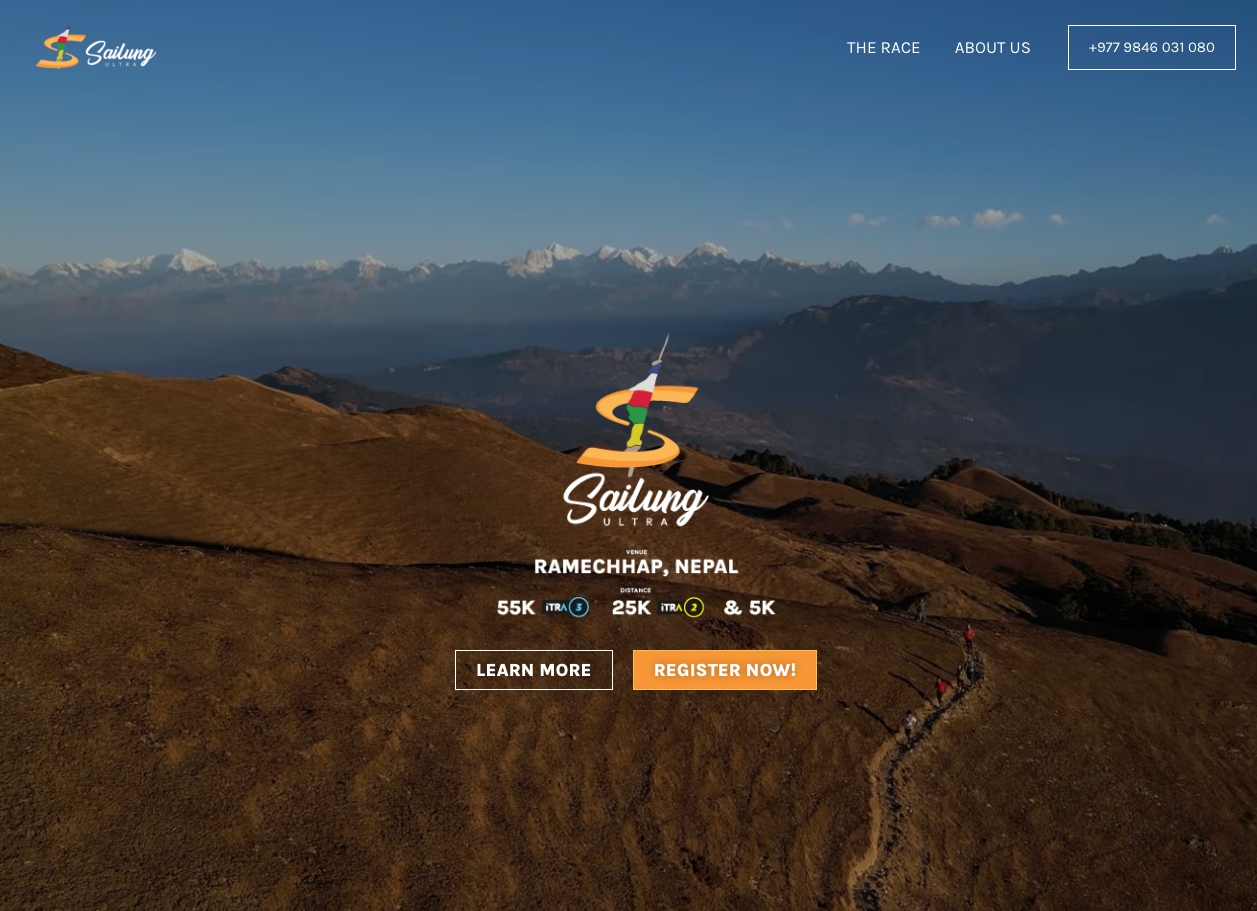 Sailung
ULTRA
THE RACE
ABOUT US
+977 9846 031 080
Sailung
ULTRA
VENUE
RAMECHHAP, NEPAL
DISTANCE
55K iTRA 3 25K iTRA 2 & 5K
LEARN MORE
REGISTER NOW!